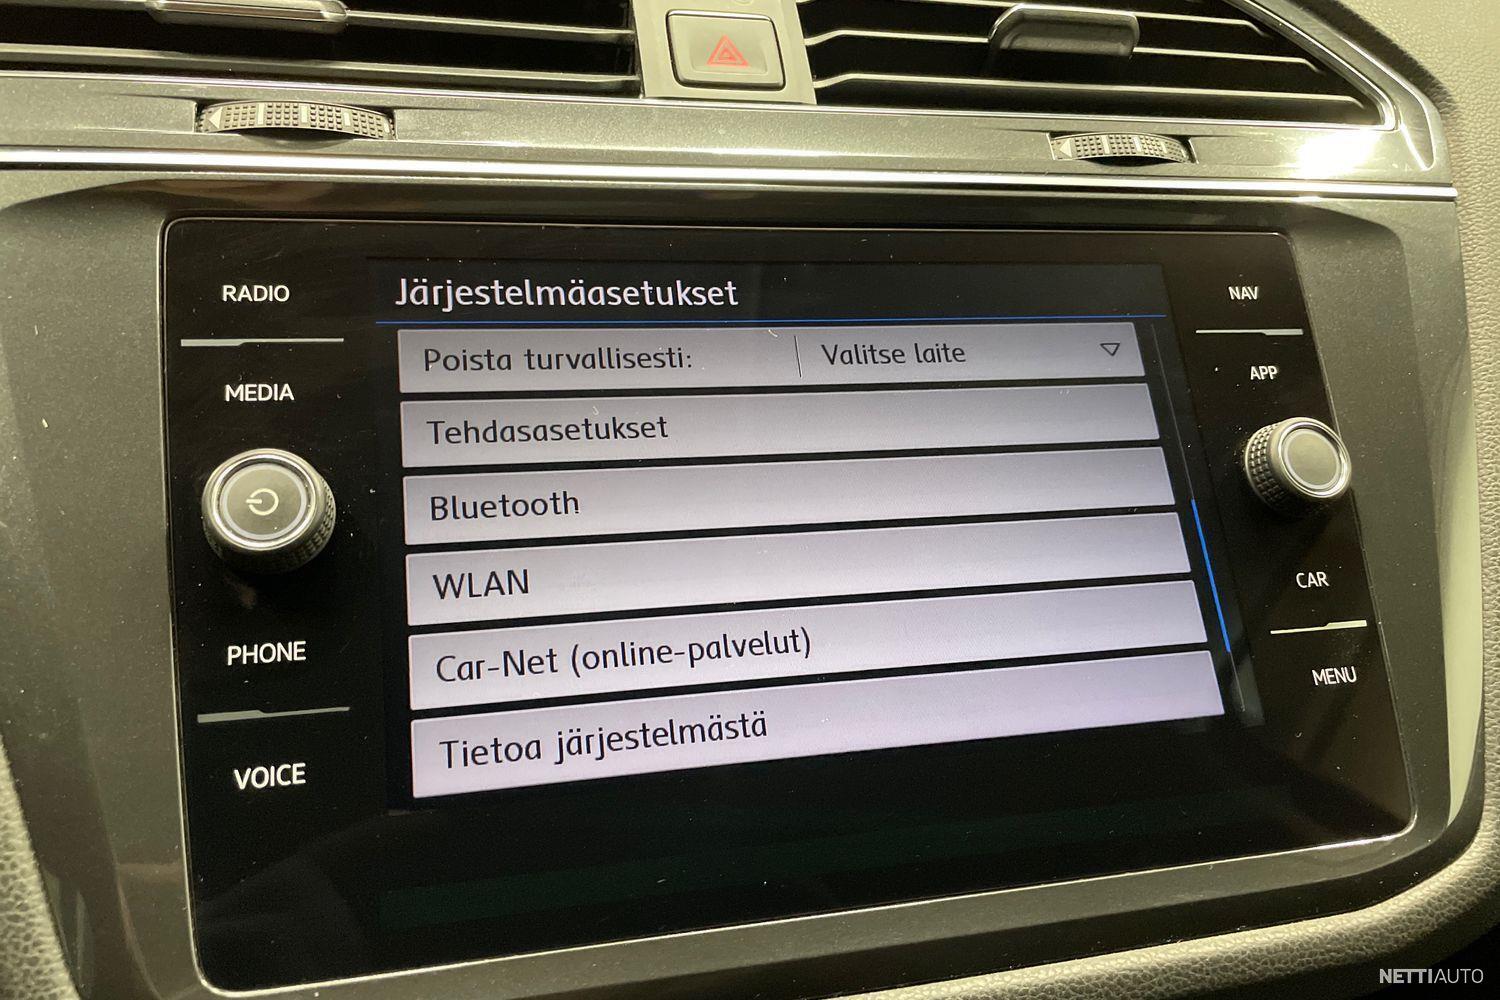 RADIO
MEDIA
PHONE
VOICE
Järjestelmäasetukset
Poista turvallisesti: Valitse laite
Tehdasasetukset
Bluetooth
WLAN
Car-Net (online-palvelut)
Tietoa järjestelmästä
NAV
APP
CAR
MENU
NETTIAUTO